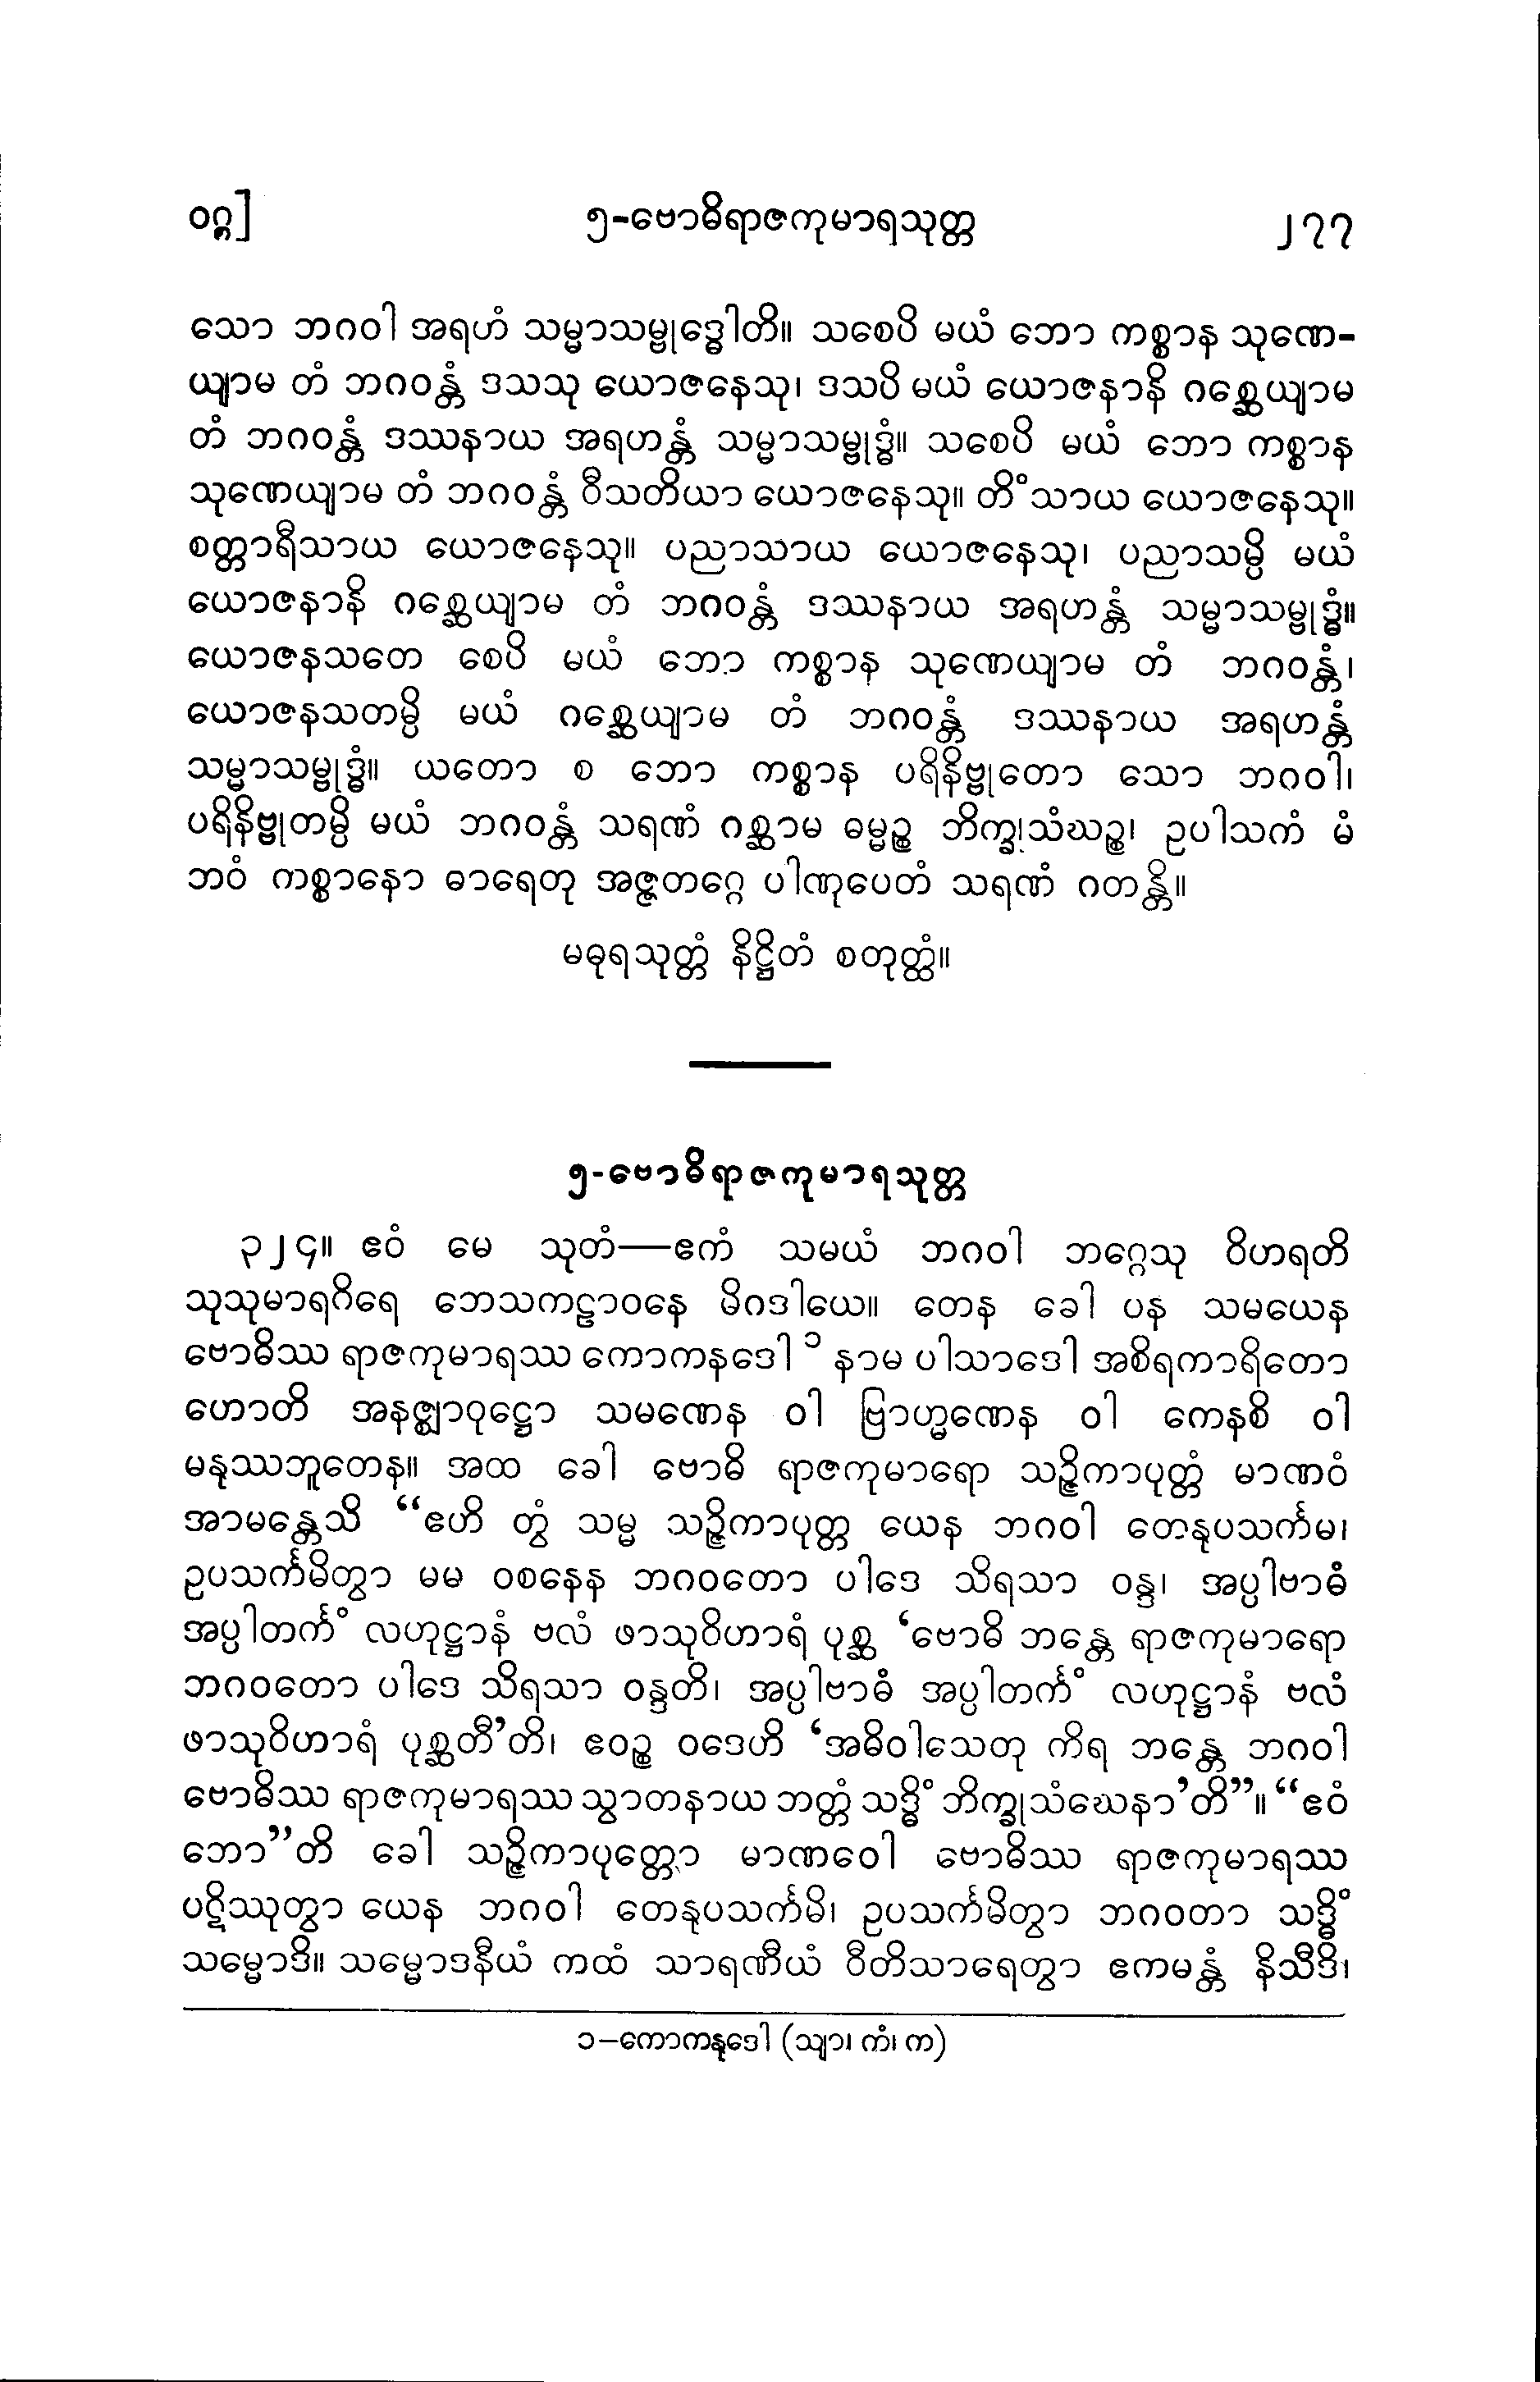 ဝဂ္ဂ] ၅-ဗောဓိရာဇကုမာရသုတ္တ ၂၇၇
သော ဘဂဝါ အရဟံ သမ္မာသမ္ဗုဒ္ဓေါတိ။ သစေပိ မယံ ဘော ကစ္စာန သုဏေ-
ယျာမ တံ ဘဂဝန္တံ ဒသသု ယောဇနေသု၊ ဒသပိ မယံ ယောဇနာနိ ဂစ္ဆေယျာမ
တံ ဘဂဝန္တံ ဒဿနာယ အရဟန္တံ သမ္မာသမ္ဗုဒ္ဓံ။ သစေပိ မယံ ဘော ကစ္စာန
သုဏေယျာမ တံ ဘဂဝန္တံ ဝီသတိယာ ယောဇနေသု။ တိံသာယ ယောဇနေသု။
စတ္တာရီသာယ ယောဇနေသု။ ပညာသာယ ယောဇနေသု၊ ပညာသမ္ပိ မယံ
ယောဇနာနိ ဂစ္ဆေယျာမ တံ ဘဂဝန္တံ ဒဿနာယ အရဟန္တံ သမ္မာသမ္ဗုဒ္ဓံ။
ယောဇနသတေ စေပိ မယံ ဘော ကစ္စာန သုဏေယျာမ တံ ဘဂဝန္တံ၊
ယောဇနသတမ္ပိ မယံ ဂစ္ဆေယျာမ တံ ဘဂဝန္တံ ဒဿနာယ အရဟန္တံ
သမ္မာသမ္ဗုဒ္ဓံ။ ယတော စ ဘော ကစ္စာန ပရိနိဗ္ဗုတော သော ဘဂဝါ၊
ပရိနိဗ္ဗုတမ္ပိ မယံ ဘဂဝန္တံ သရဏံ ဂစ္ဆာမ ဓမ္မဉ္စ ဘိက္ခုသံဃဉ္စ၊ ဥပါသကံ မံ
ဘဝံ ကစ္စာနော ဓာရေတု အဇ္ဇတဂ္ဂေ ပါဏုပေတံ သရဏံ ဂတန္တိ။
မဓုရသုတ္တံ နိဋ္ဌိတံ စတုတ္ထံ။
၅-ဗောဓိရာဇကုမာရသုတ္တ
၃၂၄။ ဧဝံ မေ သုတံ—ဧကံ သမယံ ဘဂဝါ ဘဂ္ဂေသု ဝိဟရတိ
သုသုမာရဂိရေ ဘေသကဠာဝနေ မိဂဒါယေ။ တေန ခေါ ပန သမယေန
ဗောဓိဿ ရာဇကုမာရဿ ကောကနဒေါ ၁ နာမ ပါသာဒေါ အစိရကာရိတော
ဟောတိ အနဇ္ဈာဝုဋ္ဌော သမဏေန ဝါ ဗြာဟ္မဏေန ဝါ ကေနစိ ဝါ
မနုဿဘူတေန။ အထ ခေါ ဗောဓိ ရာဇကုမာရော သဉ္ဇိကာပုတ္တံ မာဏဝံ
အာမန္တေသိ “ဧဟိ တွံ သမ္မ သဉ္ဇိကာပုတ္တ ယေန ဘဂဝါ တေနုပသင်္ကမ၊
ဥပသင်္ကမိတွာ မမ ဝစနေန ဘဂဝတော ပါဒေ သိရသာ ဝန္ဒ၊ အပ္ပါဗာဓံ
အပ္ပါတင်္ကံ လဟုဋ္ဌာနံ ဗလံ ဖာသုဝိဟာရံ ပုစ္ဆ ‘ဗောဓိ ဘန္တေ ရာဇကုမာရော
ဘဂဝတော ပါဒေ သိရသာ ဝန္ဒတိ၊ အပ္ပါဗာဓံ အပ္ပါတင်္ကံ လဟုဋ္ဌာနံ ဗလံ
ဖာသုဝိဟာရံ ပုစ္ဆတီ’တိ၊ ဧဝဉ္စ ဝဒေဟိ ‘အဓိဝါသေတု ကိရ ဘန္တေ ဘဂဝါ
ဗောဓိဿ ရာဇကုမာရဿ သွာတနာယ ဘတ္တံ သဒ္ဓိံ ဘိက္ခုသံဃေနာ’တိ”။ “ဧဝံ
ဘော”တိ ခေါ သဉ္ဇိကာပုတ္တော မာဏဝေါ ဗောဓိဿ ရာဇကုမာရဿ
ပဋိဿုတွာ ယေန ဘဂဝါ တေနုပသင်္ကမိ၊ ဥပသင်္ကမိတွာ ဘဂဝတာ သဒ္ဓိံ
သမ္မောဒိ။ သမ္မောဒနီယံ ကထံ သာရဏီယံ ဝီတိသာရေတွာ ဧကမန္တံ နိသီဒိ၊
၁–ကောကနုဒေါ (သျာ၊ ကံ၊ က)